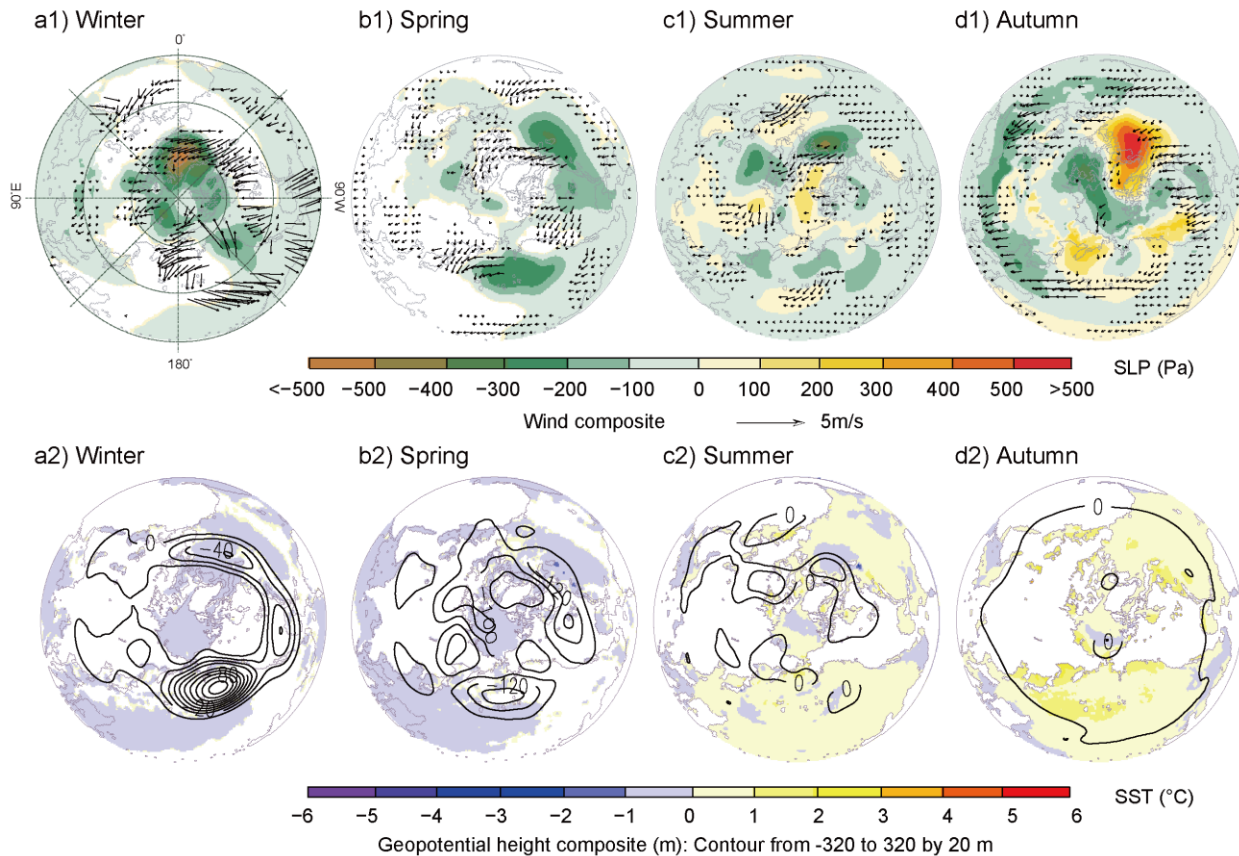 a1) Winter
b1) Spring
c1) Summer
d1) Autumn
0°
90°E
90°W
180°
<−500 −500 −400 −300 −200 −100 0 100 200 300 400 500 >500
SLP (Pa)
Wind composite
5m/s
a2) Winter
b2) Spring
c2) Summer
d2) Autumn
0
−40
0
0
0
0
0
0
−6 −5 −4 −3 −2 −1 0 1 2 3 4 5 6
SST (°C)
Geopotential height composite (m): Contour from -320 to 320 by 20 m